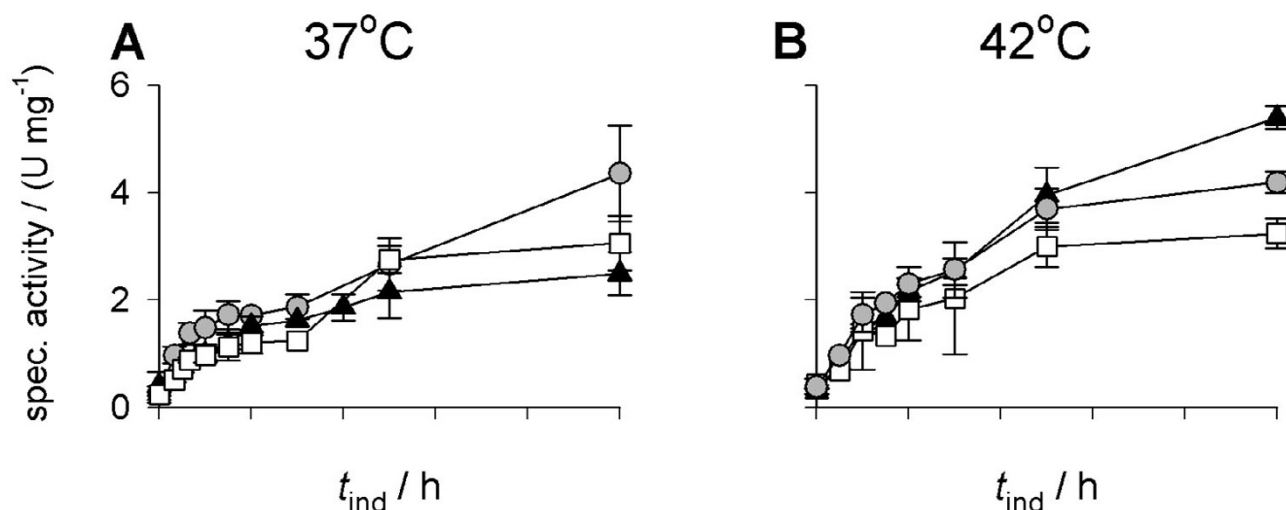 A 37°C
B 42°C
spec. activity / (U mg⁻¹)
6
4
2
0
t_ind / h
t_ind / h